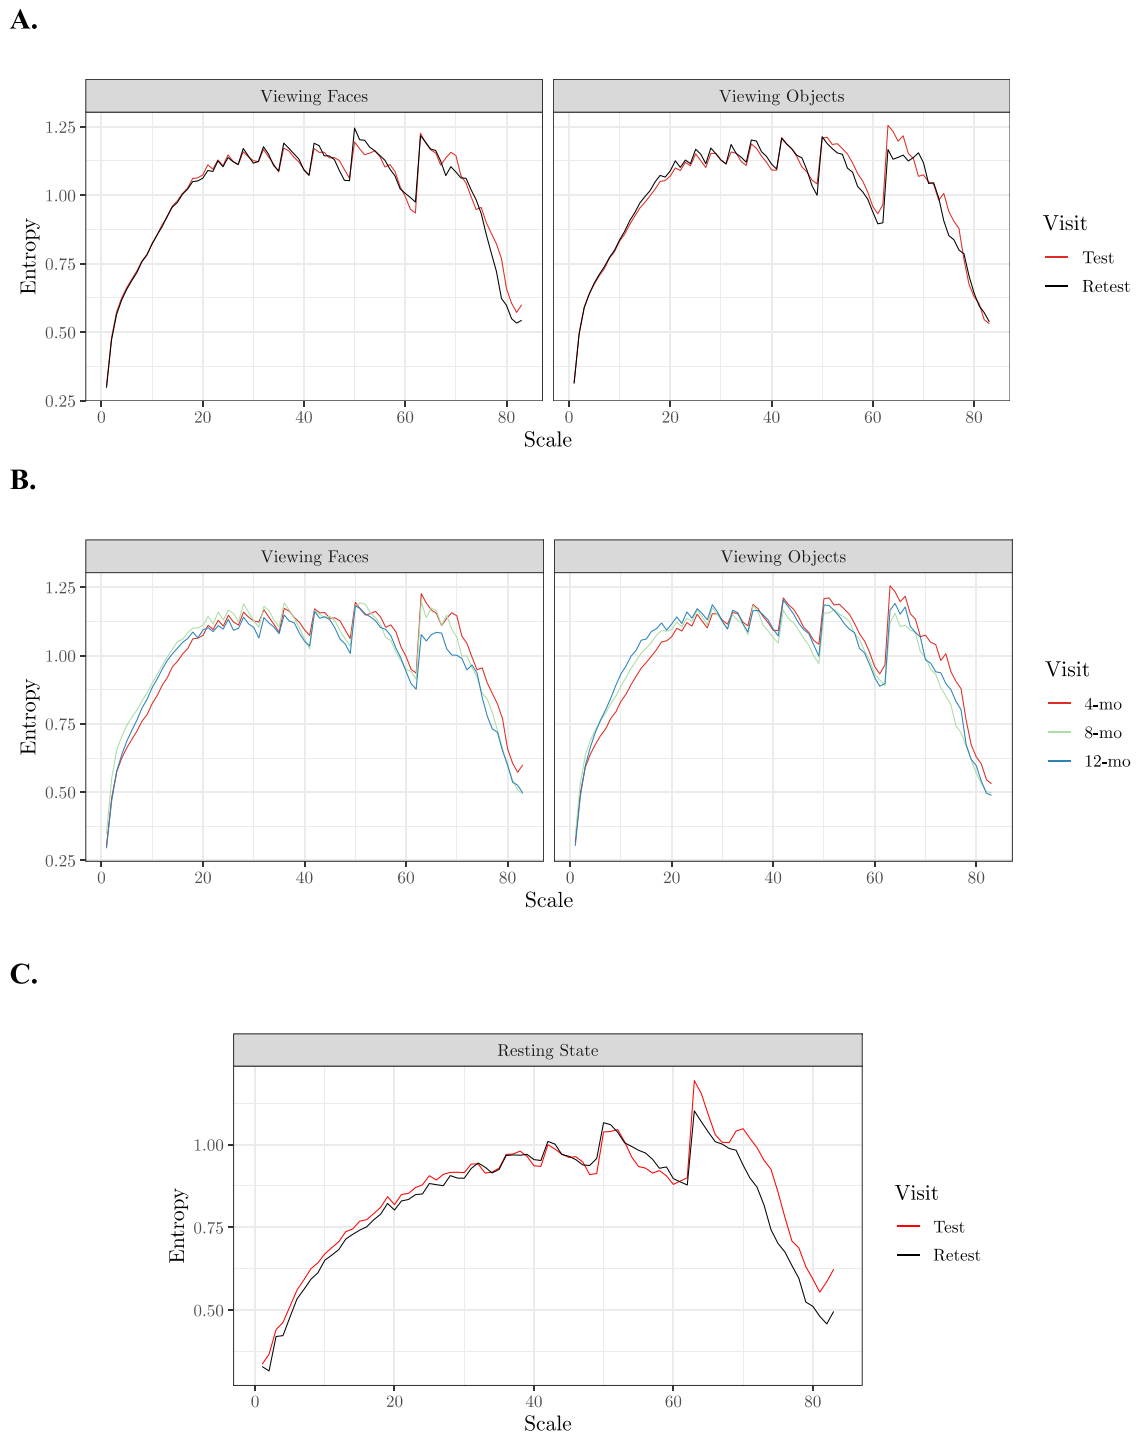 A.
Viewing Faces
Viewing Objects
1.25
1.00
0.75
0.50
0.25
Entropy
0 20 40 60 80
0 20 40 60 80
Scale
Visit
Test
Retest
B.
Viewing Faces
Viewing Objects
1.25
1.00
0.75
0.50
0.25
Entropy
0 20 40 60 80
0 20 40 60 80
Scale
Visit
4-mo
8-mo
12-mo
C.
Resting State
1.00
0.75
0.50
Entropy
0 20 40 60 80
Scale
Visit
Test
Retest